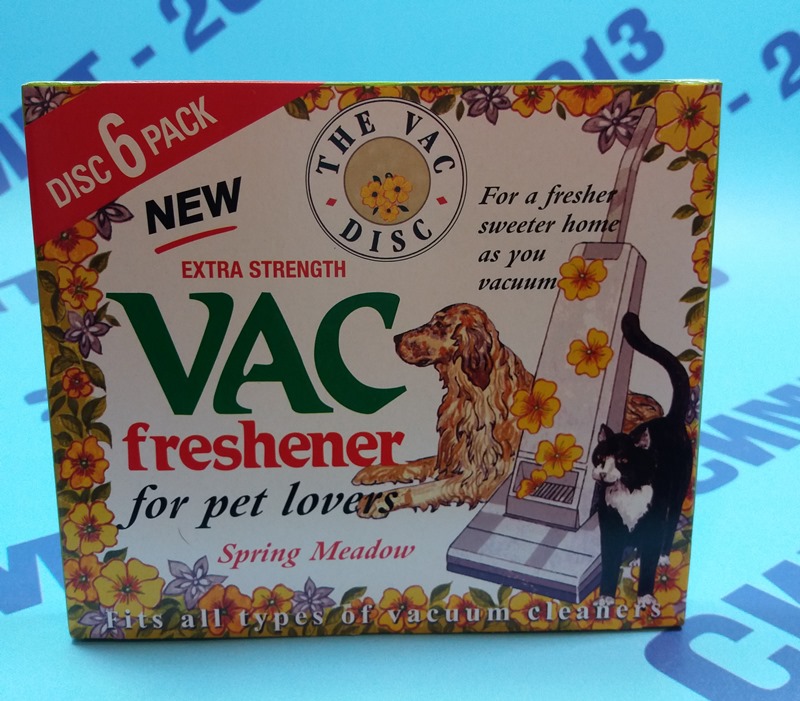 DISC 6 PACK
THE VAC
DISC
NEW
For a fresher
sweeter home
as you
vacuum
EXTRA STRENGTH
VAC
freshener
for pet lovers
Spring Meadow
Fits all types of vacuum cleaners